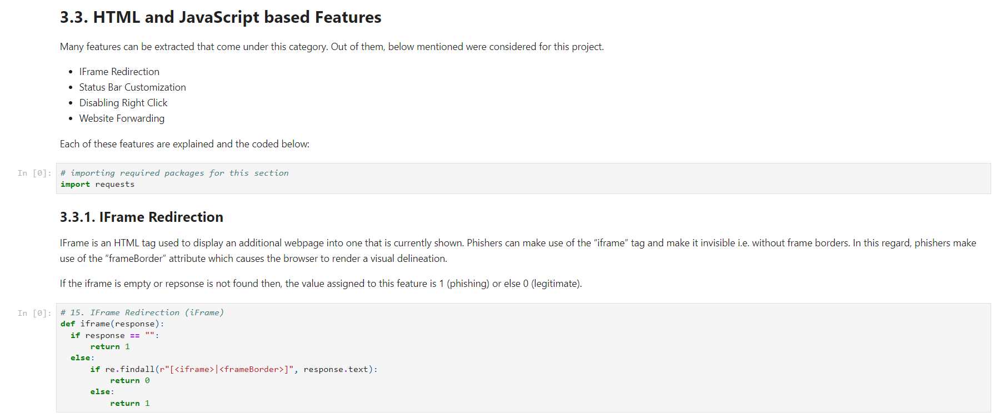 3.3. HTML and JavaScript based Features
Many features can be extracted that come under this category. Out of them, below mentioned were considered for this project.
• IFrame Redirection
• Status Bar Customization
• Disabling Right Click
• Website Forwarding
Each of these features are explained and the coded below:
In [0]:
# importing required packages for this section
import requests
3.3.1. IFrame Redirection
IFrame is an HTML tag used to display an additional webpage into one that is currently shown. Phishers can make use of the “iframe” tag and make it invisible i.e. without frame borders. In this regard, phishers make
use of the “frameBorder” attribute which causes the browser to render a visual delineation.
If the iframe is empty or repsonse is not found then, the value assigned to this feature is 1 (phishing) or else 0 (legitimate).
In [0]:
# 15. IFrame Redirection (iFrame)
def iframe(response):
  if response == "":
      return 1
  else:
      if re.findall(r"[<iframe>|<frameBorder>]", response.text):
          return 0
      else:
          return 1